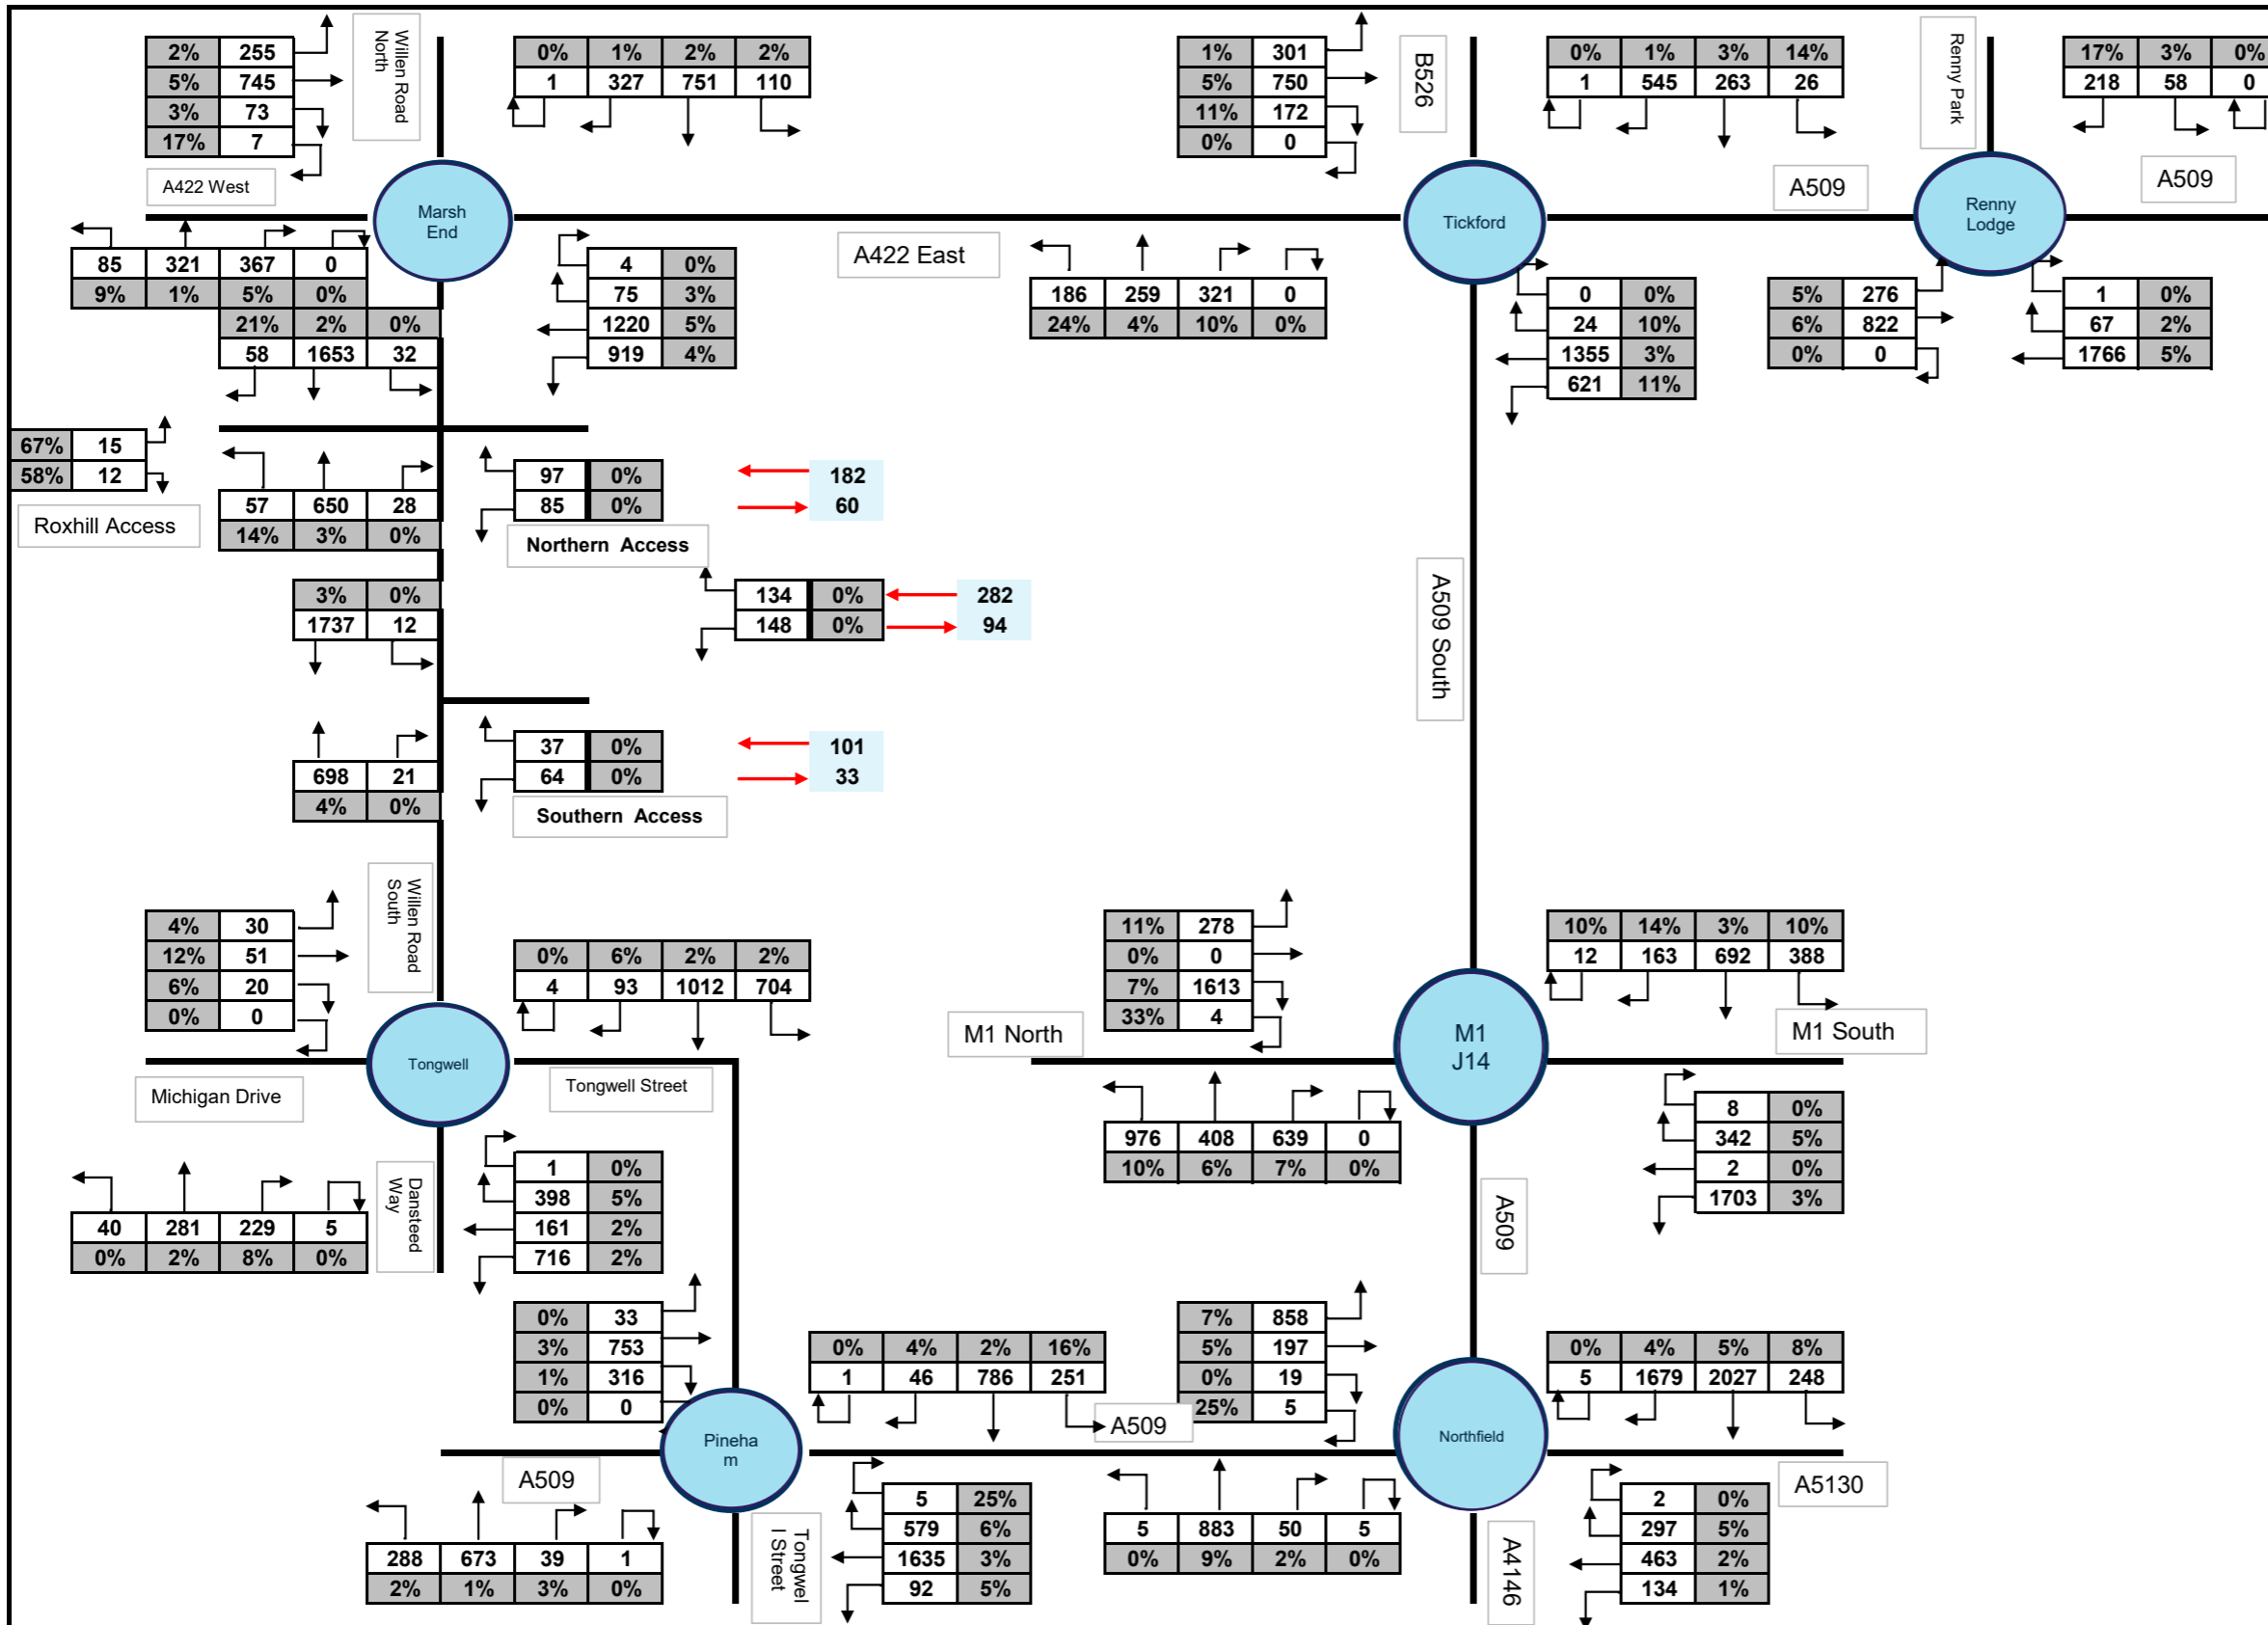 2% 255
5% 745
3% 73
17% 7
Willen Road
North
0% 1% 2% 2%
1 327 751 110
1% 301
5% 750
11% 172
0% 0
B526
0% 1% 3% 14%
1 545 263 26
Renny Park
17% 3% 0%
218 58 0
A422 West
Marsh
End
A422 East
Tickford
A509
Renny
Lodge
A509
85 321 367 0
9% 1% 5% 0%
21% 2% 0%
58 1653 32
4 0%
75 3%
1220 5%
919 4%
186 259 321 0
24% 4% 10% 0%
0 0%
24 10%
1355 3%
621 11%
5% 276
6% 822
0% 0
1 0%
67 2%
1766 5%
67% 15
58% 12
Roxhill Access
57 650 28
14% 3% 0%
97 0%
85 0%
182
60
Northern Access
3% 0%
1737 12
134 0%
148 0%
282
94
A509 South
698 21
4% 0%
37 0%
64 0%
101
33
Southern Access
4% 30
12% 51
6% 20
0% 0
Willen Road
South
0% 6% 2% 2%
4 93 1012 704
11% 278
0% 0
7% 1613
33% 4
10% 14% 3% 10%
12 163 692 388
M1 North
M1
J14
M1 South
Michigan Drive
Tongwell
Tongwell Street
40 281 229 5
0% 2% 8% 0%
Dansteed
Way
1 0%
398 5%
161 2%
716 2%
976 408 639 0
10% 6% 7% 0%
8 0%
342 5%
2 0%
1703 3%
A509
0% 33
3% 753
1% 316
0% 0
0% 4% 2% 16%
1 46 786 251
7% 858
5% 197
0% 19
25% 5
0% 4% 5% 8%
5 1679 2027 248
A509
Pineha
m
Northfield
A509
A5130
288 673 39 1
2% 1% 3% 0%
Tongwel
l Street
5 25%
579 6%
1635 3%
92 5%
5 883 50 5
0% 9% 2% 0%
A4146
2 0%
297 5%
463 2%
134 1%